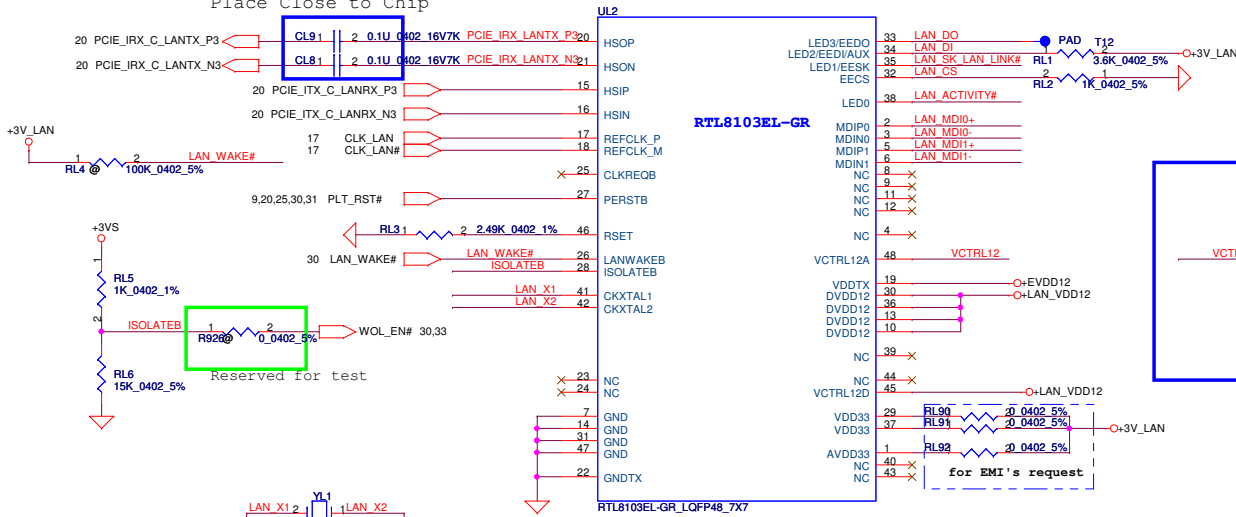 Place Close to Chip
UL2
20 PCIE_IRX_C_LANTX_P3 CL9 1 2 0.1U_0402_16V7K PCIE_IRX_LANTX_P3 20 HSOP
20 PCIE_IRX_C_LANTX_N3 CL8 1 2 0.1U_0402_16V7K PCIE_IRX_LANTX_N3 21 HSON
20 PCIE_ITX_C_LANRX_P3 15 HSIP
20 PCIE_ITX_C_LANRX_N3 16 HSIN
17 CLK_LAN 17 REFCLK_P
17 CLK_LAN# 18 REFCLK_M
+3V_LAN
1 2 LAN_WAKE#
RL4 @ 100K_0402_5%
25 CLKREQB
9,20,25,30,31 PLT_RST# 27 PERSTB
RL3 1 2 2.49K_0402_1% 46 RSET
30 LAN_WAKE# LAN_WAKE# 26 LANWAKEB
ISOLATEB 28 ISOLATEB
LAN_X1 41 CKXTAL1
LAN_X2 42 CKXTAL2
+3VS
1
RL5
1K_0402_1%
2
ISOLATEB 1 2 WOL_EN# 30,33
R926@ 0_0402_5%
RL6
15K_0402_5%
Reserved for test
23 NC
24 NC
7 GND
14 GND
31 GND
47 GND
22 GNDTX
RTL8103EL-GR
LED3/EEDO 33 LAN_DO
LED2/EEDI/AUX 34 LAN_DI
LED1/EESK 35 LAN_SK_LAN_LINK#
EECS 32 LAN_CS
PAD T12
RL1 3.6K_0402_5% +3V_LAN
2 1
RL2 1K_0402_5%
LED0 38 LAN_ACTIVITY#
MDIP0 2 LAN_MDI0+
MDIN0 3 LAN_MDI0-
MDIP1 5 LAN_MDI1+
MDIN1 6 LAN_MDI1-
NC 8
NC 9
NC 11
NC 12
NC 4
VCTRL12A 48 VCTRL12
VDDTX 19 +EVDD12
DVDD12 30 +LAN_VDD12
DVDD12 36
DVDD12 13
DVDD12 10
NC 39
NC 44
VCTRL12D 45 +LAN_VDD12
VDD33 29 RL90 2 0_0402_5%
VDD33 37 RL91 2 0_0402_5% +3V_LAN
AVDD33 1 RL92 2 0_0402_5%
NC 40
NC 43
for EMI's request
RTL8103EL-GR_LQFP48_7X7
LAN_X1 2 YL1 1 LAN_X2